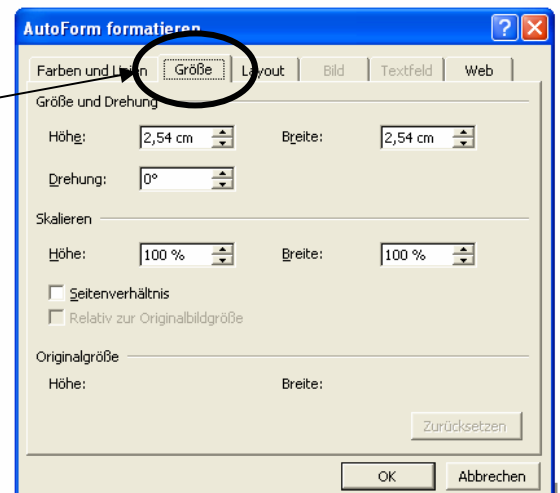 AutoForm formatieren
Farben und Linien Größe Layout Bild Textfeld Web
Größe und Drehung
Höhe: 2,54 cm Breite: 2,54 cm
Drehung: 0°
Skalieren
Höhe: 100 % Breite: 100 %
Seitenverhältnis
Relativ zur Originalbildgröße
Originalgröße
Höhe: Breite:
Zurücksetzen
OK Abbrechen